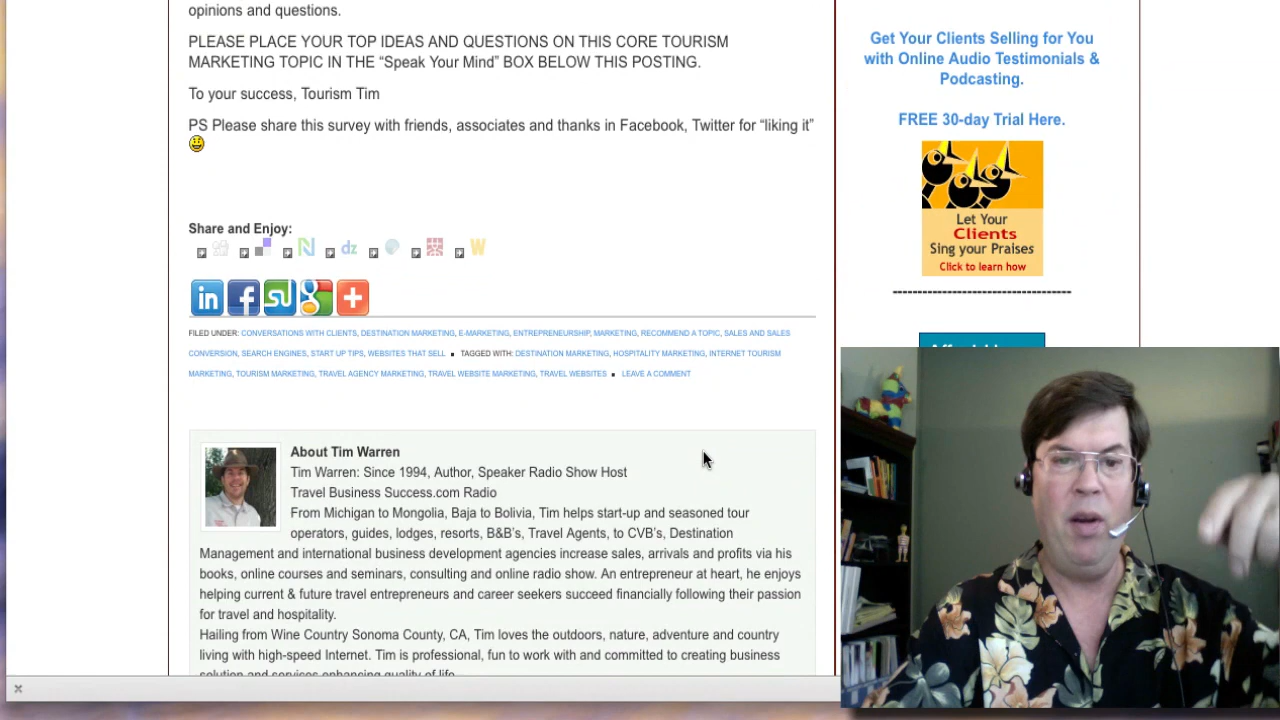 opinions and questions.
PLEASE PLACE YOUR TOP IDEAS AND QUESTIONS ON THIS CORE TOURISM
MARKETING TOPIC IN THE “Speak Your Mind” BOX BELOW THIS POSTING.
To your success, Tourism Tim
PS Please share this survey with friends, associates and thanks in Facebook, Twitter for “liking it”
Share and Enjoy:
dz
W
in f
FILED UNDER: CONVERSATIONS WITH CLIENTS, DESTINATION MARKETING, E-MARKETING, ENTREPRENEURSHIP, MARKETING, RECOMMEND A TOPIC, SALES AND SALES
CONVERSION, SEARCH ENGINES, START UP TIPS, WEBSITES THAT SELL ■ TAGGED WITH: DESTINATION MARKETING, HOSPITALITY MARKETING, INTERNET TOURISM
MARKETING, TOURISM MARKETING, TRAVEL AGENCY MARKETING, TRAVEL WEBSITE MARKETING, TRAVEL WEBSITES ■ LEAVE A COMMENT
About Tim Warren
Tim Warren: Since 1994, Author, Speaker Radio Show Host
Travel Business Success.com Radio
From Michigan to Mongolia, Baja to Bolivia, Tim helps start-up and seasoned tour
operators, guides, lodges, resorts, B&B’s, Travel Agents, to CVB’s, Destination
Management and international business development agencies increase sales, arrivals and profits via his
books, online courses and seminars, consulting and online radio show. An entrepreneur at heart, he enjoys
helping current & future travel entrepreneurs and career seekers succeed financially following their passion
for travel and hospitality.
Hailing from Wine Country Sonoma County, CA, Tim loves the outdoors, nature, adventure and country
living with high-speed Internet. Tim is professional, fun to work with and committed to creating business
solution and services enhancing quality of life.
Get Your Clients Selling for You
with Online Audio Testimonials &
Podcasting.
FREE 30-day Trial Here.
Let Your
Clients
Sing your Praises
Click to learn how
-----------------------------------